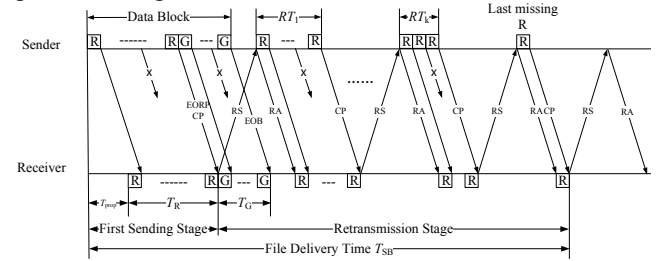 Data Block
RT1
RTk
Last missing
R
Sender
R ------ R G --- G R --- R R R R R
x x x x
......
EORP
CP RS EOB RA CP RS RA CP RS RA CP RS RA
Receiver
R ------ R G --- G R --- R R R R
Tprop TR TG
First Sending Stage Retransmission Stage
File Delivery Time TSB